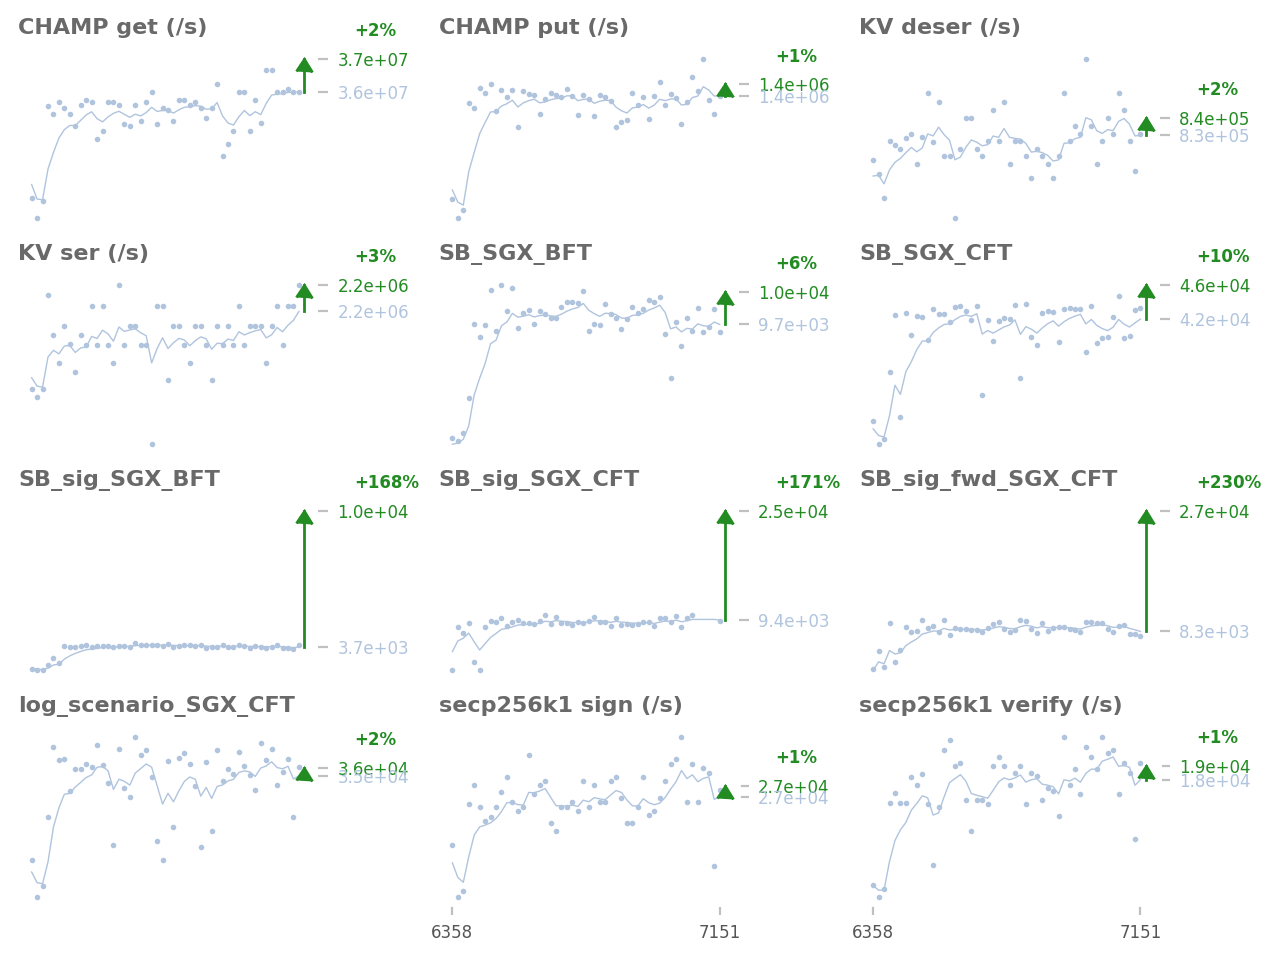 CHAMP get (/s)
+2%
3.7e+07
3.6e+07
CHAMP put (/s)
+1%
1.4e+06
1.4e+06
KV deser (/s)
+2%
8.4e+05
8.3e+05
KV ser (/s)
+3%
2.2e+06
2.2e+06
SB_SGX_BFT
+6%
1.0e+04
9.7e+03
SB_SGX_CFT
+10%
4.6e+04
4.2e+04
SB_sig_SGX_BFT
+168%
1.0e+04
3.7e+03
SB_sig_SGX_CFT
+171%
2.5e+04
9.4e+03
SB_sig_fwd_SGX_CFT
+230%
2.7e+04
8.3e+03
log_scenario_SGX_CFT
+2%
3.6e+04
3.5e+04
secp256k1 sign (/s)
+1%
2.7e+04
2.7e+04
6358
7151
secp256k1 verify (/s)
+1%
1.9e+04
1.8e+04
6358
7151